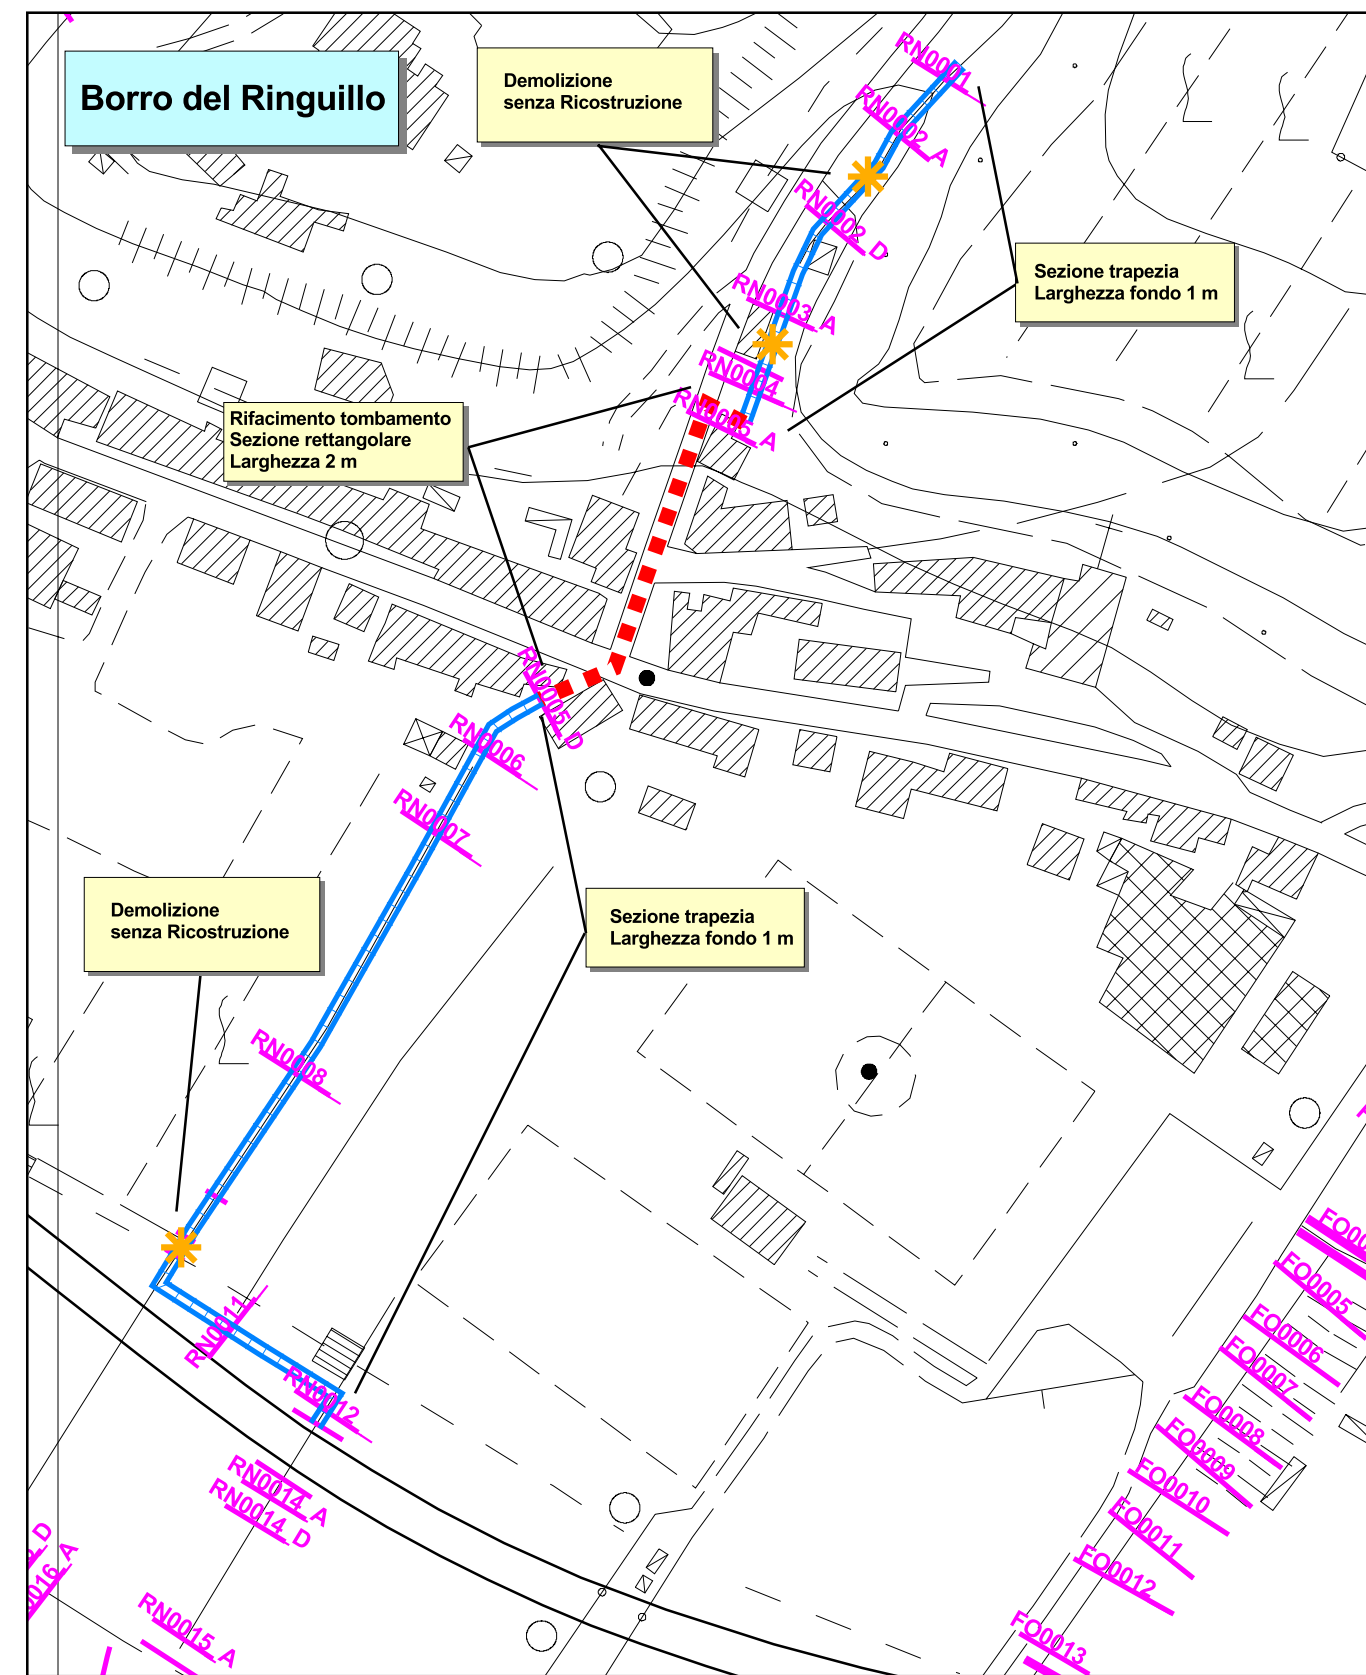 Borro del Ringuillo
Demolizione
senza Ricostruzione
RN0001
RN0002_A
RN0002_D
Sezione trapezia
Larghezza fondo 1 m
RN0003_A
RN0004
RN0005_A
Rifacimento tombamento
Sezione rettangolare
Larghezza 2 m
RN0005_D
RN0006
RN0007
Demolizione
senza Ricostruzione
Sezione trapezia
Larghezza fondo 1 m
RN0008
RN0011
RN0012
RN0014_A
RN0014_D
RN0015_A
FO0005
FO0006
FO0007
FO0008
FO0009
FO0010
FO0011
FO0012
FO0013